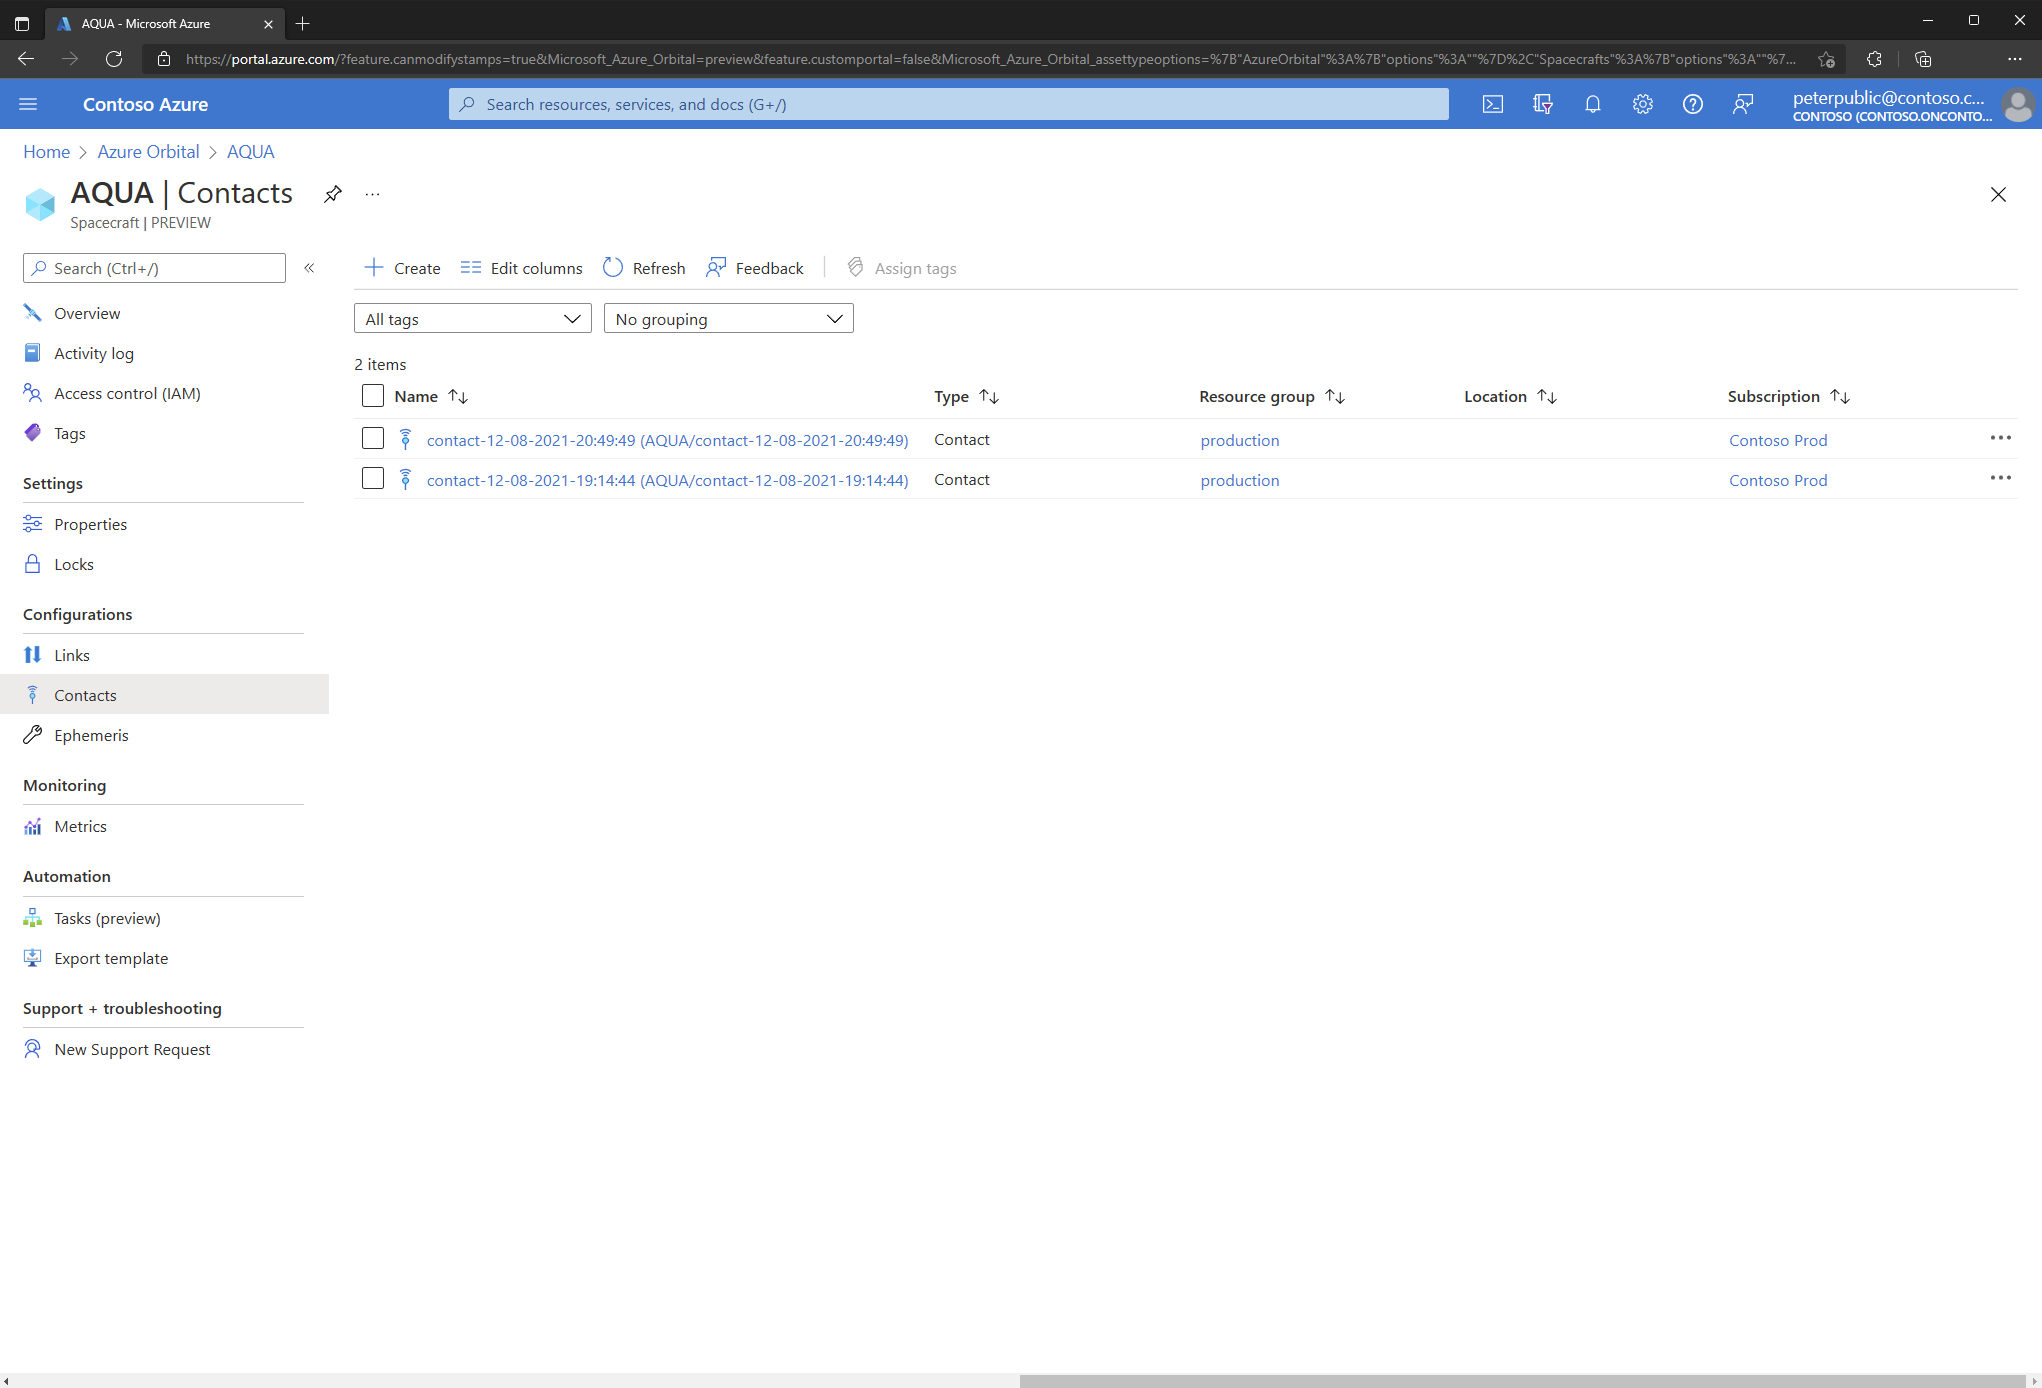 AQUA - Microsoft Azure
https://portal.azure.com/?feature.canmodifystamps=true&Microsoft_Azure_Orbital=preview&feature.customportal=false&Microsoft_Azure_Orbital_assettypeoptions=%7B"AzureOrbital"%3A%7B"options"%3A""%7D%2C"Spacecrafts"%3A%7B"options"%3A""%7...
Contoso Azure
Search resources, services, and docs (G+/)
peterpublic@contoso.c...
CONTOSO (CONTOSO.ONCONTO...
Home > Azure Orbital > AQUA
AQUA | Contacts
Spacecraft | PREVIEW
Search (Ctrl+/)
Overview
Activity log
Access control (IAM)
Tags
Settings
Properties
Locks
Configurations
Links
Contacts
Ephemeris
Monitoring
Metrics
Automation
Tasks (preview)
Export template
Support + troubleshooting
New Support Request
Create Edit columns Refresh Feedback Assign tags
All tags No grouping
2 items
Name Type Resource group Location Subscription
contact-12-08-2021-20:49:49 (AQUA/contact-12-08-2021-20:49:49) Contact production Contoso Prod
contact-12-08-2021-19:14:44 (AQUA/contact-12-08-2021-19:14:44) Contact production Contoso Prod